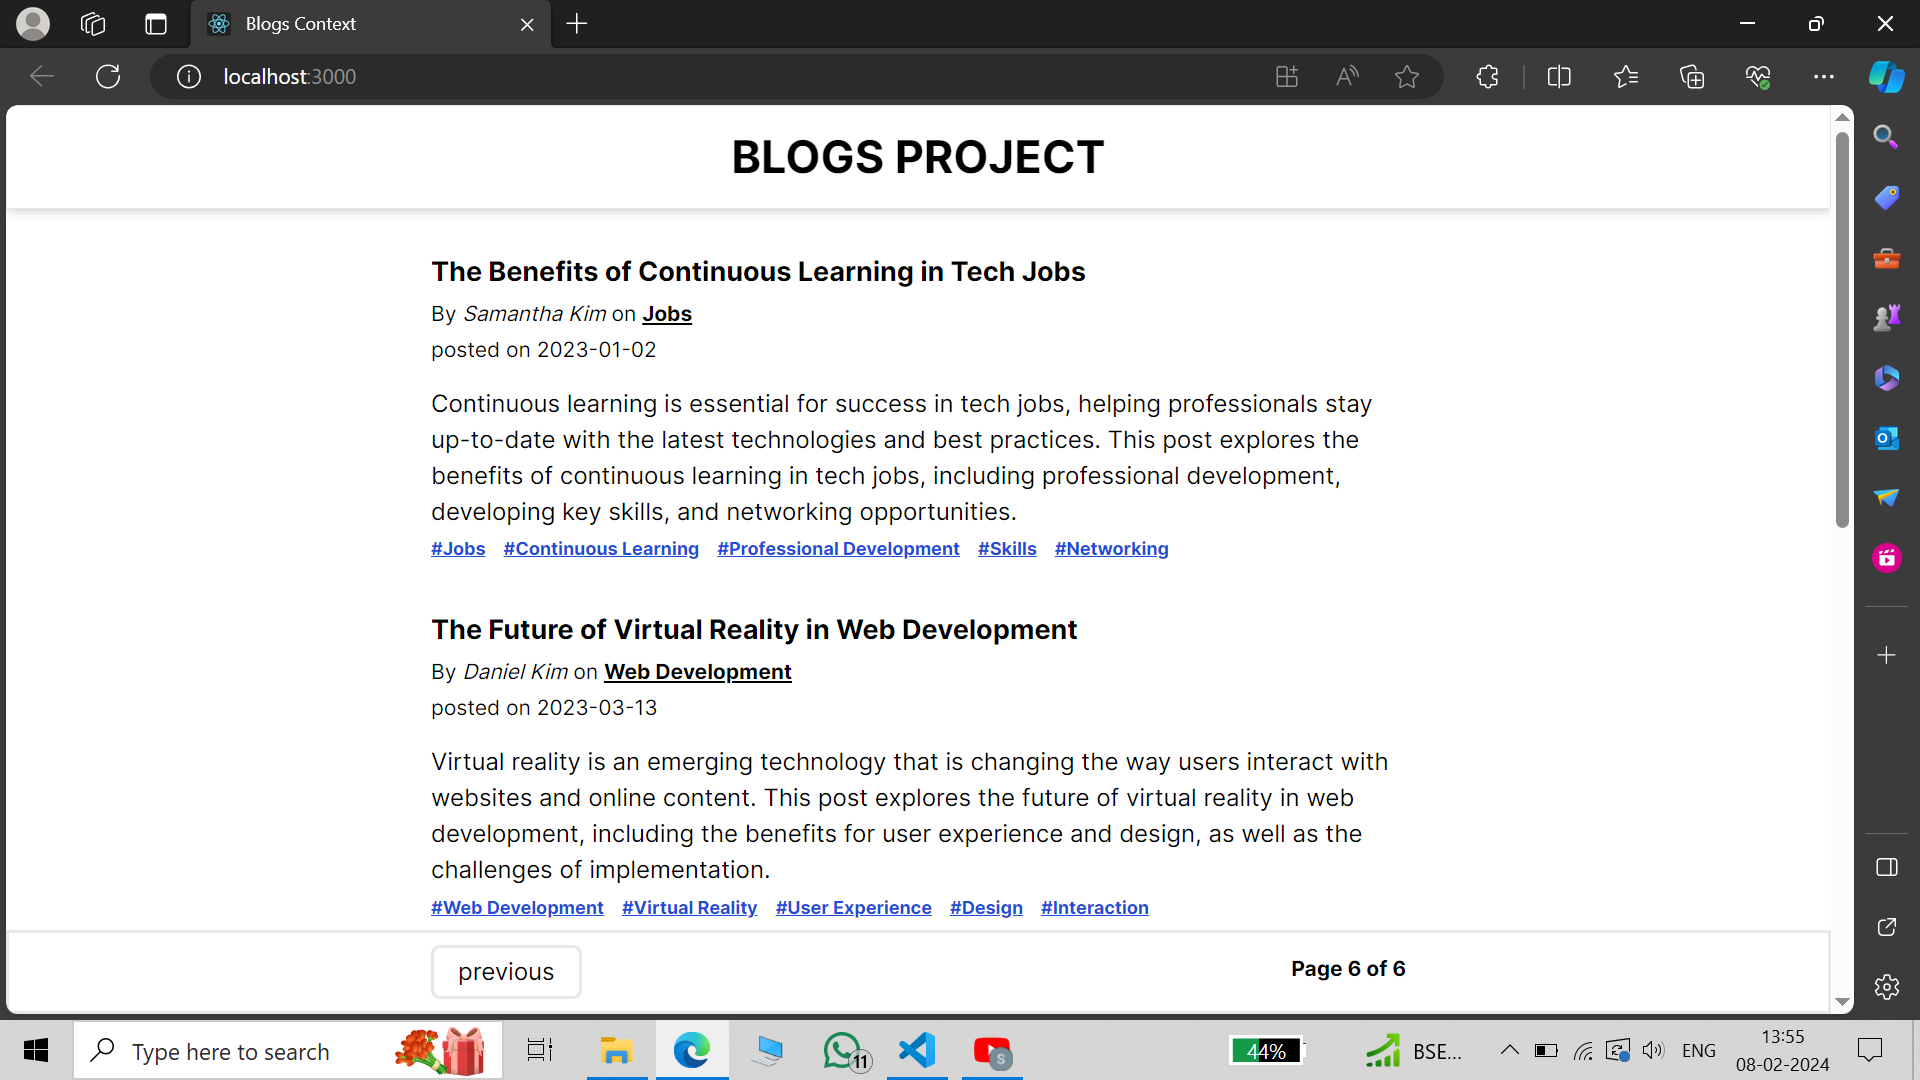 Blogs Context
localhost:3000
BLOGS PROJECT
The Benefits of Continuous Learning in Tech Jobs
By Samantha Kim on Jobs
posted on 2023-01-02
Continuous learning is essential for success in tech jobs, helping professionals stay
up-to-date with the latest technologies and best practices. This post explores the
benefits of continuous learning in tech jobs, including professional development,
developing key skills, and networking opportunities.
#Jobs #Continuous Learning #Professional Development #Skills #Networking
The Future of Virtual Reality in Web Development
By Daniel Kim on Web Development
posted on 2023-03-13
Virtual reality is an emerging technology that is changing the way users interact with
websites and online content. This post explores the future of virtual reality in web
development, including the benefits for user experience and design, as well as the
challenges of implementation.
#Web Development #Virtual Reality #User Experience #Design #Interaction
previous Page 6 of 6
Type here to search 11 S 44% BSE... ENG 13:55
08-02-2024